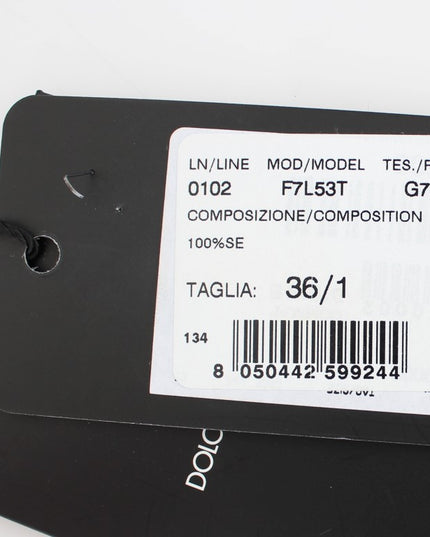 LN/LINE MOD/MODEL TES./F
0102 F7L53T G7
COMPOSIZIONE/COMPOSITION
100%SE
TAGLIA: 36/1
134
8 050442 599244
DOLC